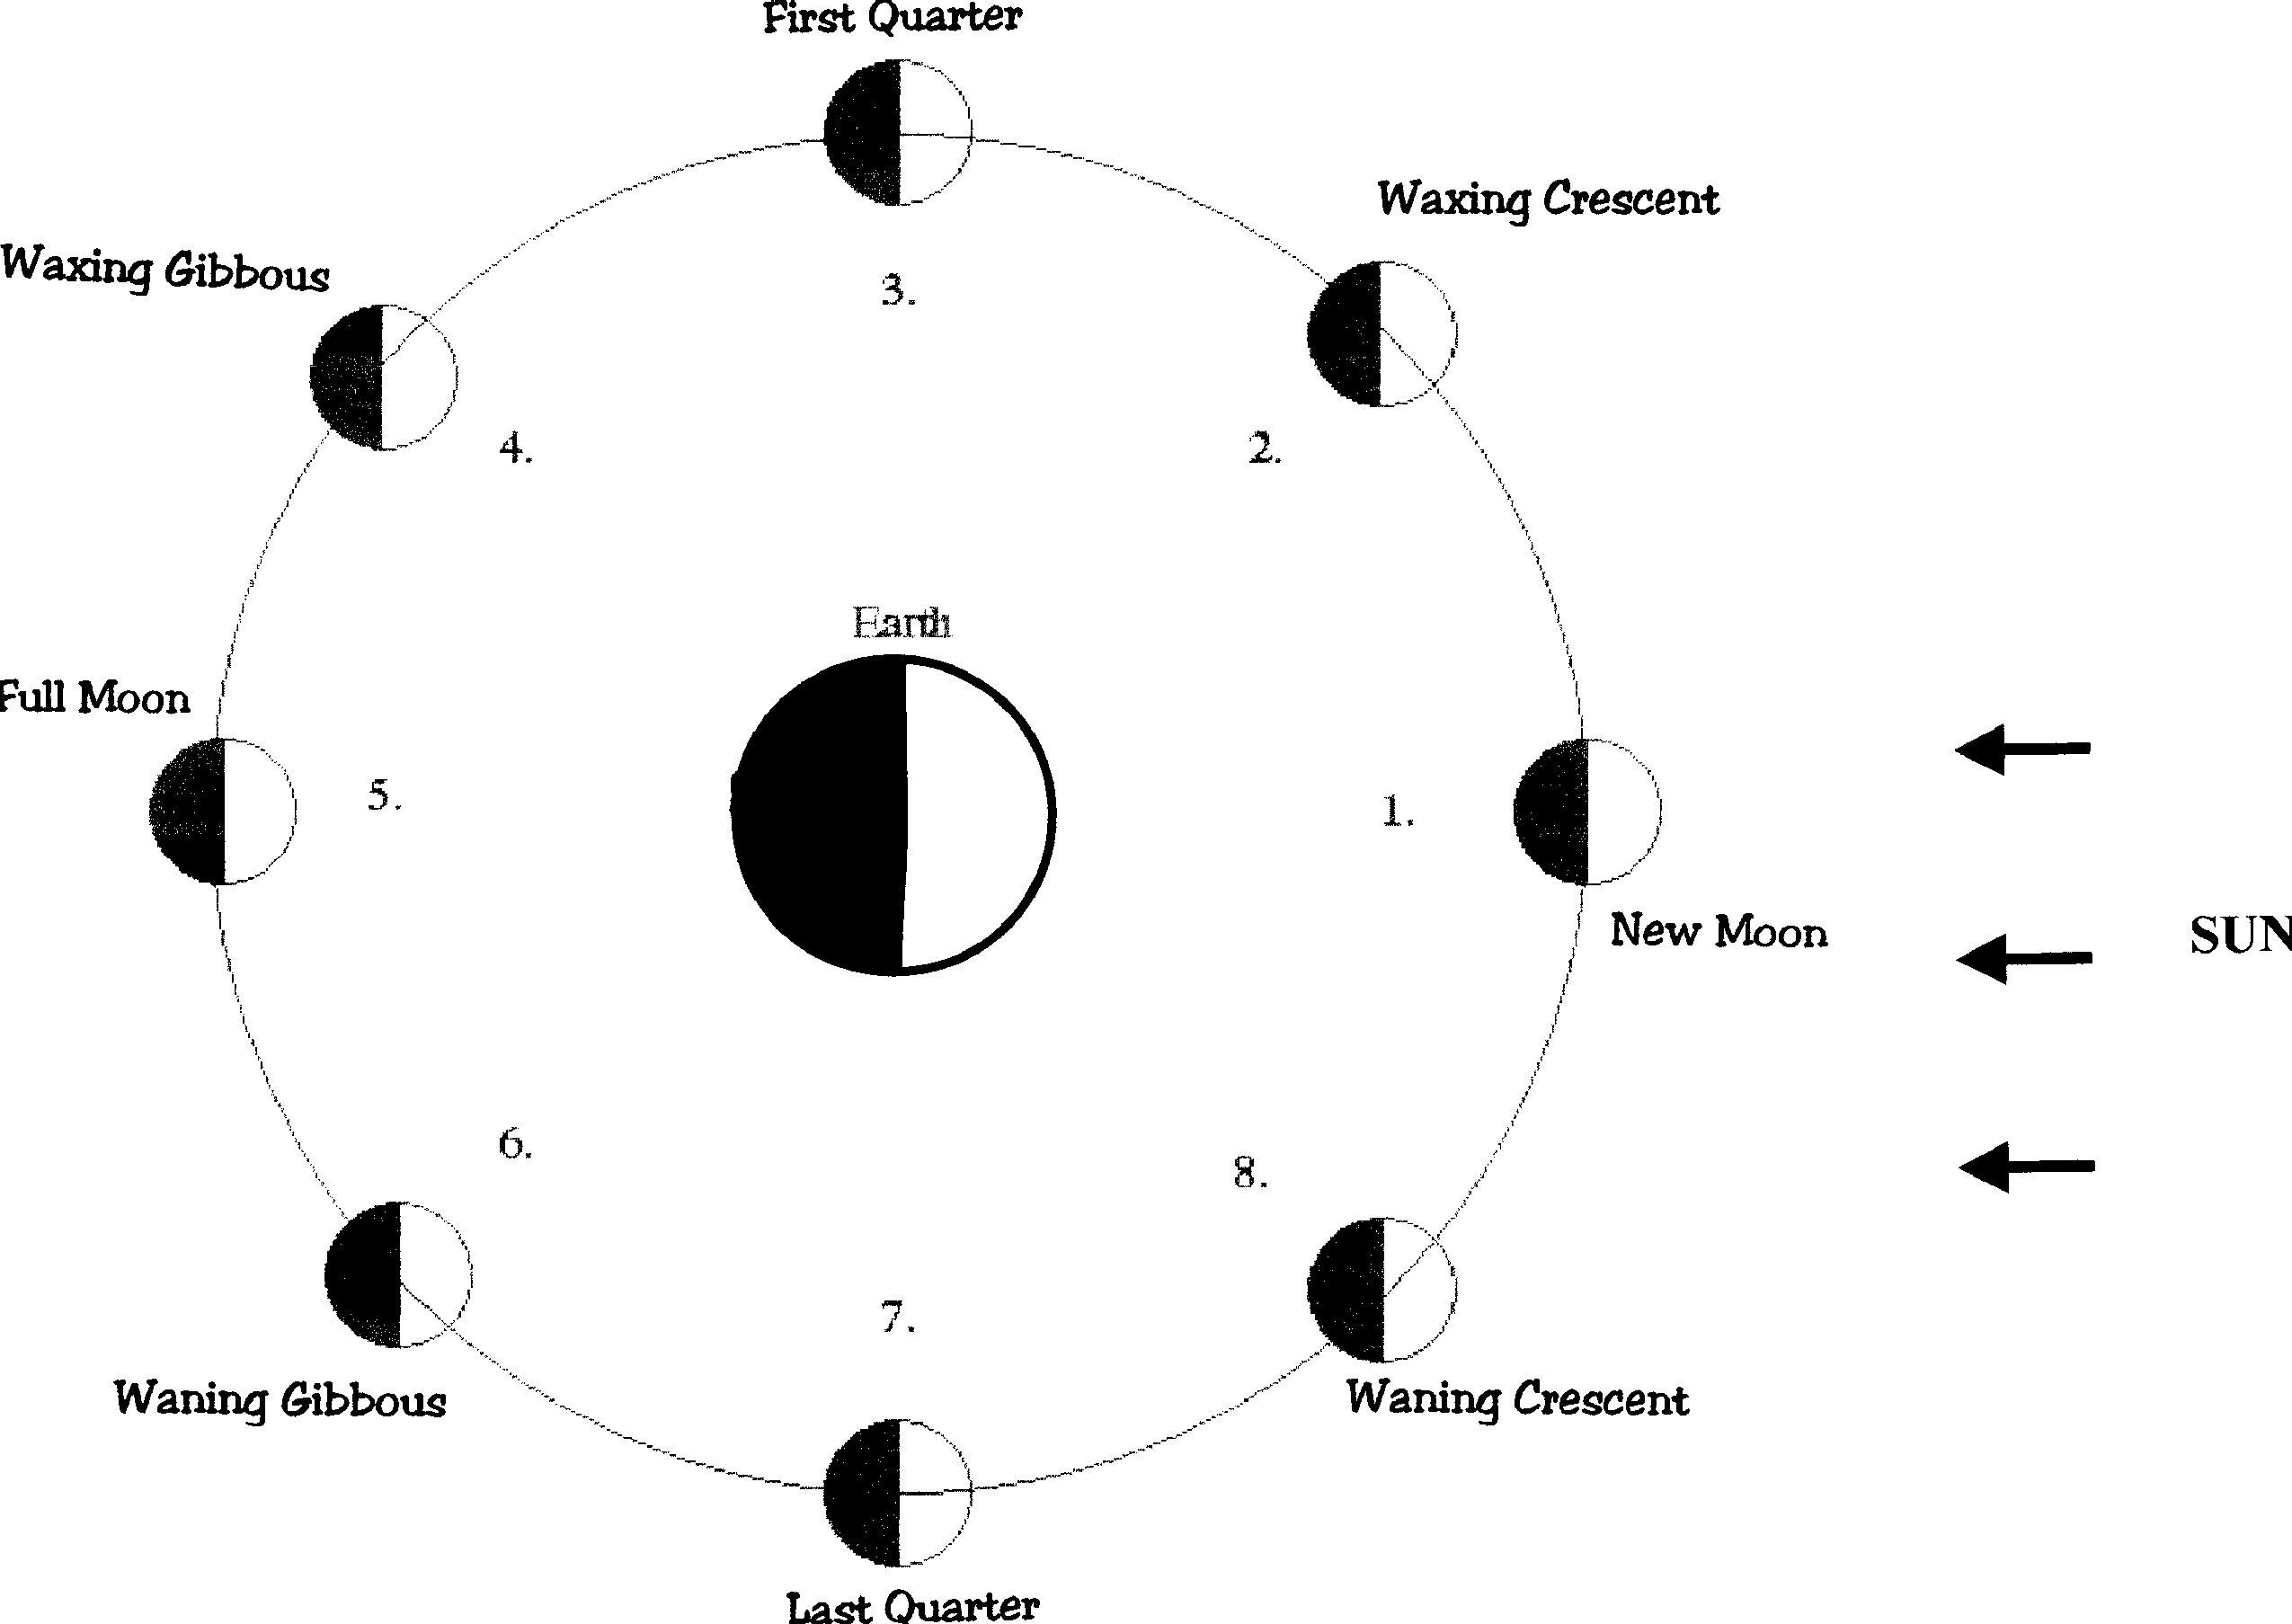 First Quarter
Waxing Crescent
Waxing Gibbous
3.
4.
2.
Earth
Full Moon
5.
1.
New Moon
SUN
6.
8.
7.
Waning Gibbous
Waning Crescent
Last Quarter